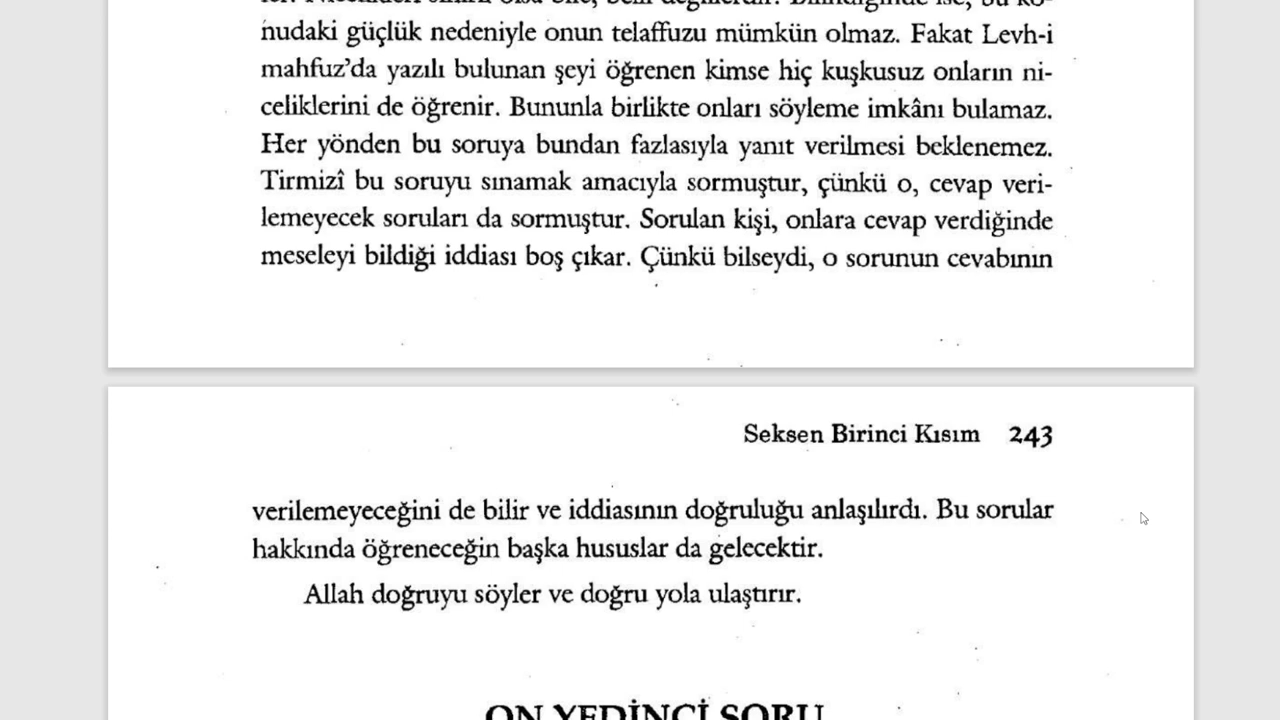 nudaki güçlük nedeniyle onun telaffuzu mümkün olmaz. Fakat Levh-i
mahfuz’da yazılı bulunan şeyi öğrenen kimse hiç kuşkusuz onların ni-
celiklerini de öğrenir. Bununla birlikte onları söyleme imkânı bulamaz.
Her yönden bu soruya bundan fazlasıyla yanıt verilmesi beklenemez.
Tirmizî bu soruyu sınamak amacıyla sormuştur, çünkü o, cevap veri-
lemeyecek soruları da sormuştur. Sorulan kişi, onlara cevap verdiğinde
meseleyi bildiği iddiası boş çıkar. Çünkü bilseydi, o sorunun cevabının
Seksen Birinci Kısım 243
verilemeyeceğini de bilir ve iddiasının doğruluğu anlaşılırdı. Bu sorular
hakkında öğreneceğin başka hususlar da gelecektir.
Allah doğruyu söyler ve doğru yola ulaştırır.
ON YEDİNCİ SORU